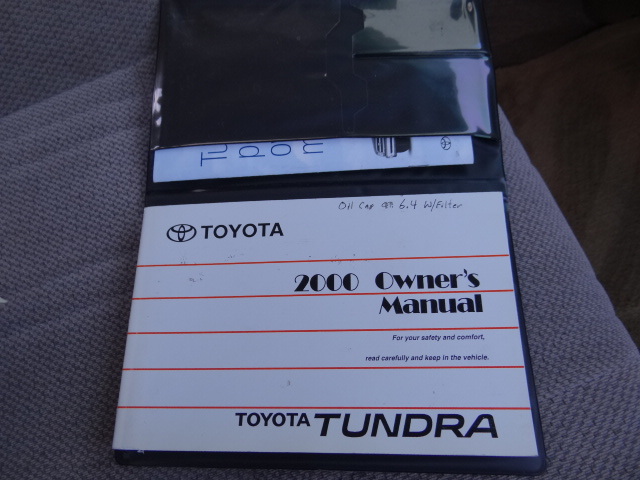 Oil Cap qts 6.4 W/Filter
TOYOTA
2000 Owner's
Manual
For your safety and comfort,
read carefully and keep in the vehicle.
TOYOTA TUNDRA